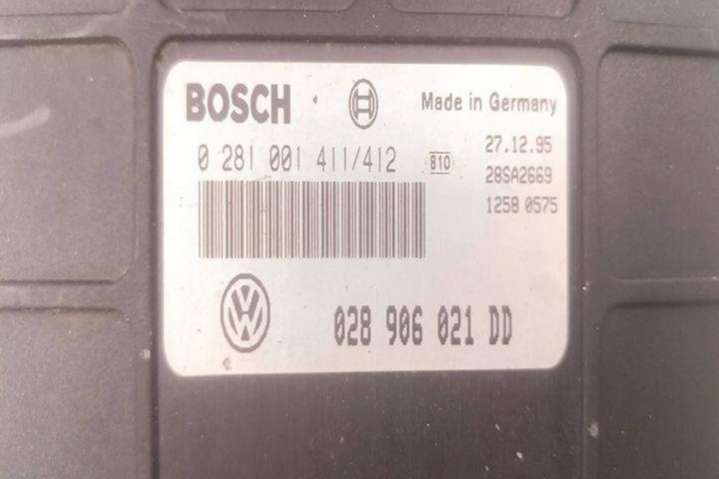 BOSCH
Made in Germany
0 281 001 411/412
810
27.12.95
28SA2669
1258 0575
028 906 021 DD